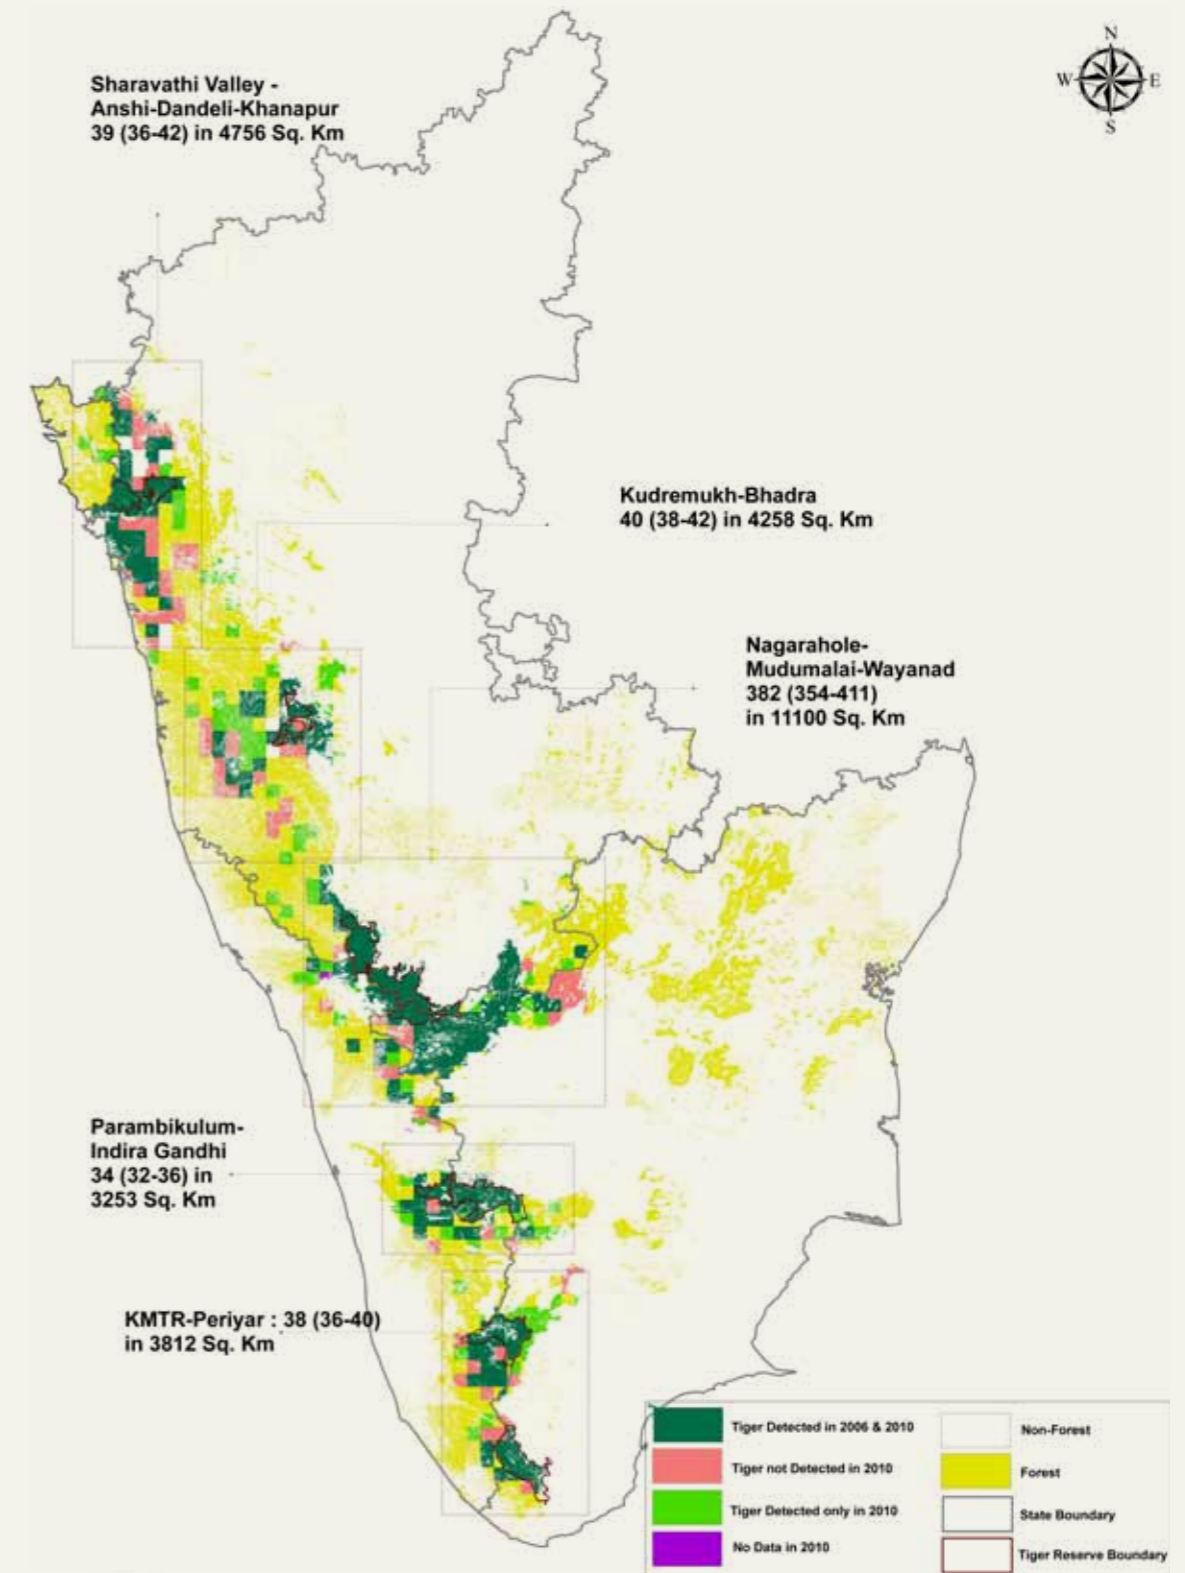 N
W E
S
Sharavathi Valley -
Anshi-Dandeli-Khanapur
39 (36-42) in 4756 Sq. Km
Kudremukh-Bhadra
40 (38-42) in 4258 Sq. Km
Nagarahole-
Mudumalai-Wayanad
382 (354-411)
in 11100 Sq. Km
Parambikulum-
Indira Gandhi
34 (32-36) in
3253 Sq. Km
KMTR-Periyar : 38 (36-40)
in 3812 Sq. Km
Tiger Detected in 2006 & 2010
Tiger not Detected in 2010
Tiger Detected only in 2010
No Data in 2010
Non-Forest
Forest
State Boundary
Tiger Reserve Boundary